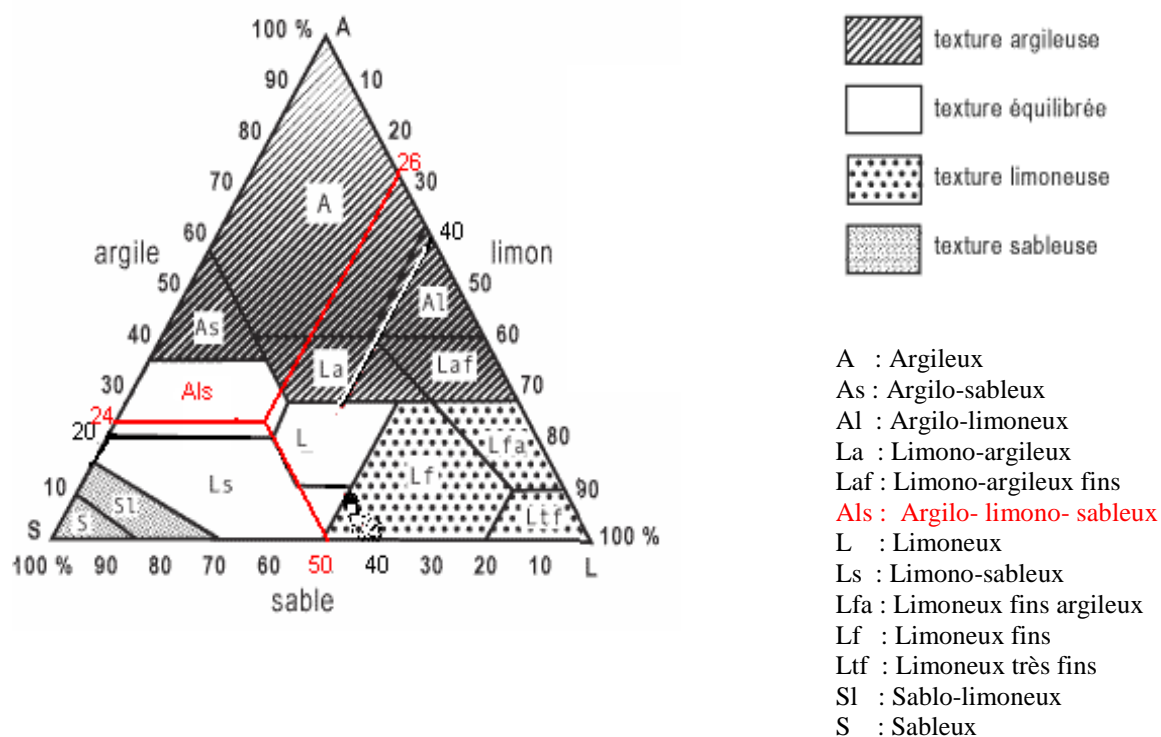 100 % A
90 10
80 20
26
70 30
A
60 40
argile limon
50 50
Al
As
40 60
La Laf
30 Als 70
24
20 80
L Lfa
Ls Lf
10 Sl 90
S S Ltf
100 %
100 % 90 80 70 60 50 40 30 20 10 L
sable
texture argileuse
texture équilibrée
texture limoneuse
texture sableuse
A : Argileux
As : Argilo-sableux
Al : Argilo-limoneux
La : Limono-argileux
Laf : Limono-argileux fins
Als : Argilo- limono- sableux
L : Limoneux
Ls : Limono-sableux
Lfa : Limoneux fins argileux
Lf : Limoneux fins
Ltf : Limoneux très fins
Sl : Sablo-limoneux
S : Sableux